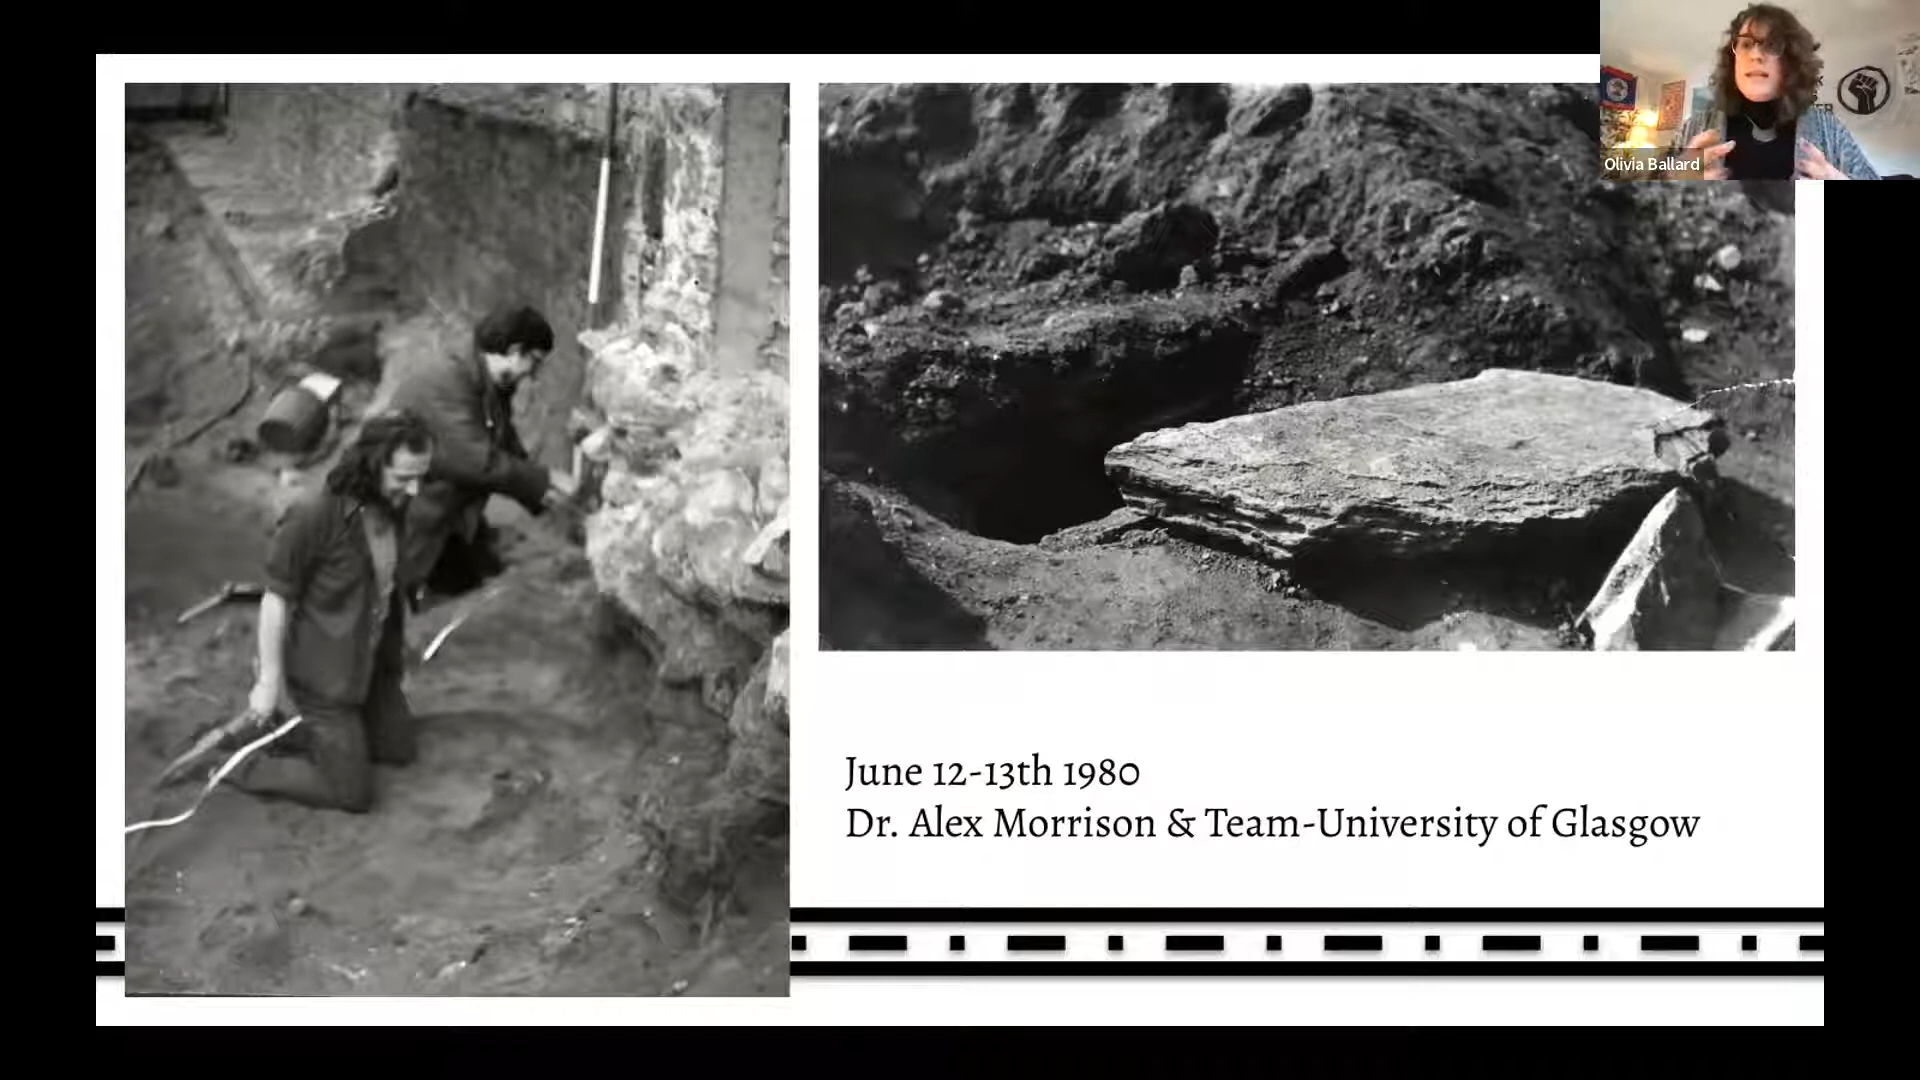 Olivia Ballard
June 12-13th 1980
Dr. Alex Morrison & Team-University of Glasgow